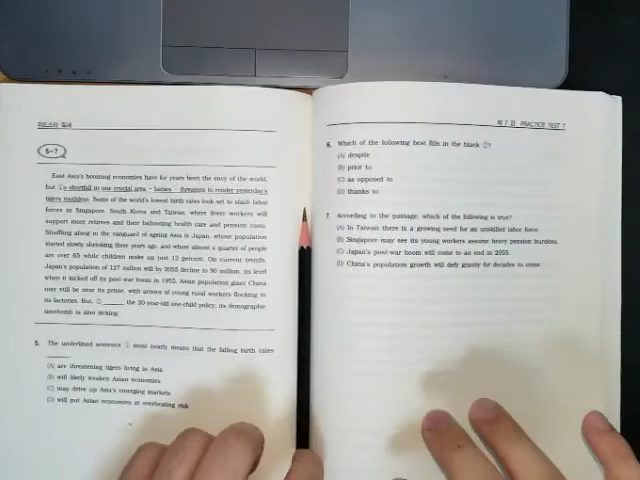 제 7 장 PRACTICE TEST 7
6-7
East Asia's booming economies have for years been the envy of the world,
but ①a shortfall in one crucial area - babies - threatens to render yesterday's
tigers toothless. Some of the world's lowest birth rates look set to slash labor
forces in Singapore, South Korea and Taiwan, where fewer workers will
support more retirees and their ballooning health care and pension costs.
Shuffling along in the vanguard of ageing Asia is Japan, whose population
started slowly shrinking three years ago, and where almost a quarter of people
are over 65 while children make up just 13 percent. On current trends,
Japan's population of 127 million will by 2055 decline to 90 million, its level
when it kicked off its post-war boom in 1955. Asian population giant China
may still be near its prime, with armies of young rural workers flocking to
its factories. But, ② ______ the 30-year-old one-child policy, its demographic
timebomb is also ticking.
5. The underlined sentence ① most nearly means that the falling birth rates
______
(A) are threatening tigers living in Asia
(B) will likely weaken Asian economies
(C) may drive up Asia's emerging markets
(D) will put Asian economies at overheating risk
6. Which of the following best fills in the blank ②?
(A) despite
(B) prior to
(C) as opposed to
(D) thanks to
7. According to the passage, which of the following is true?
(A) In Taiwan there is a growing need for an unskilled labor force.
(B) Singapore may see its young workers assume heavy pension burdens.
(C) Japan's post-war boom will come to an end in 2055.
(D) China's population growth will defy gravity for decades to come.